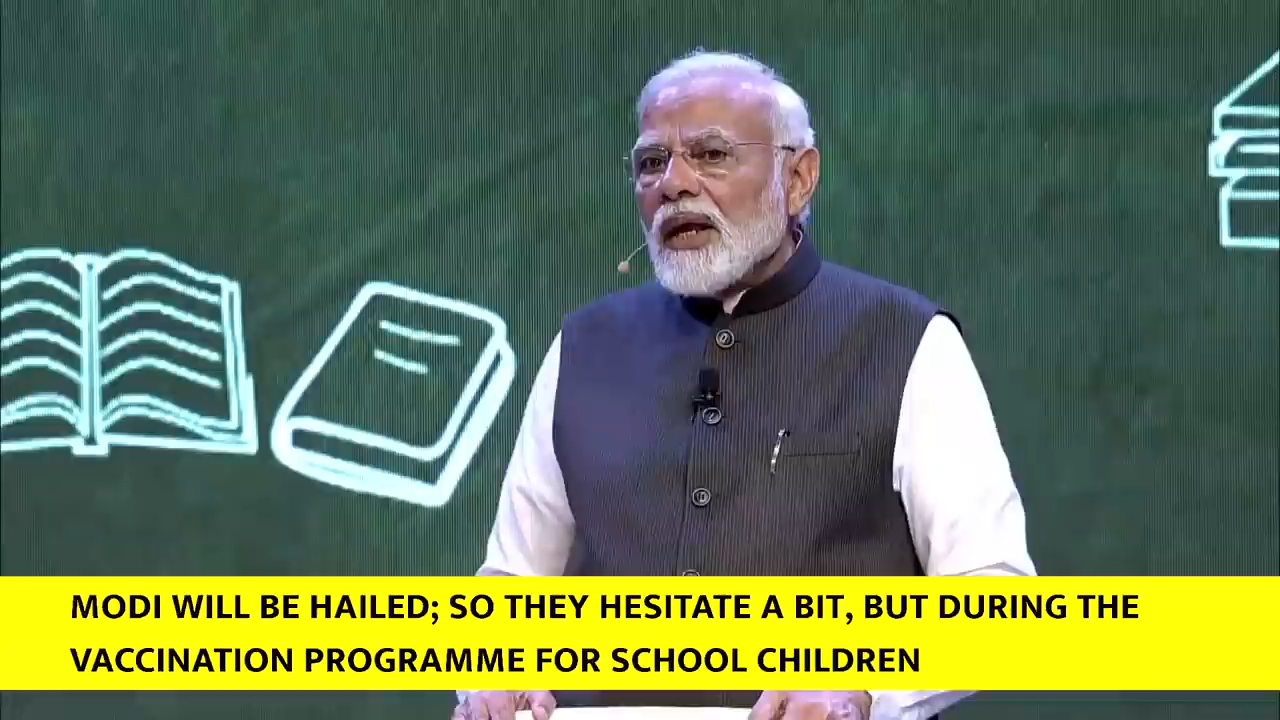 MODI WILL BE HAILED; SO THEY HESITATE A BIT, BUT DURING THE
VACCINATION PROGRAMME FOR SCHOOL CHILDREN